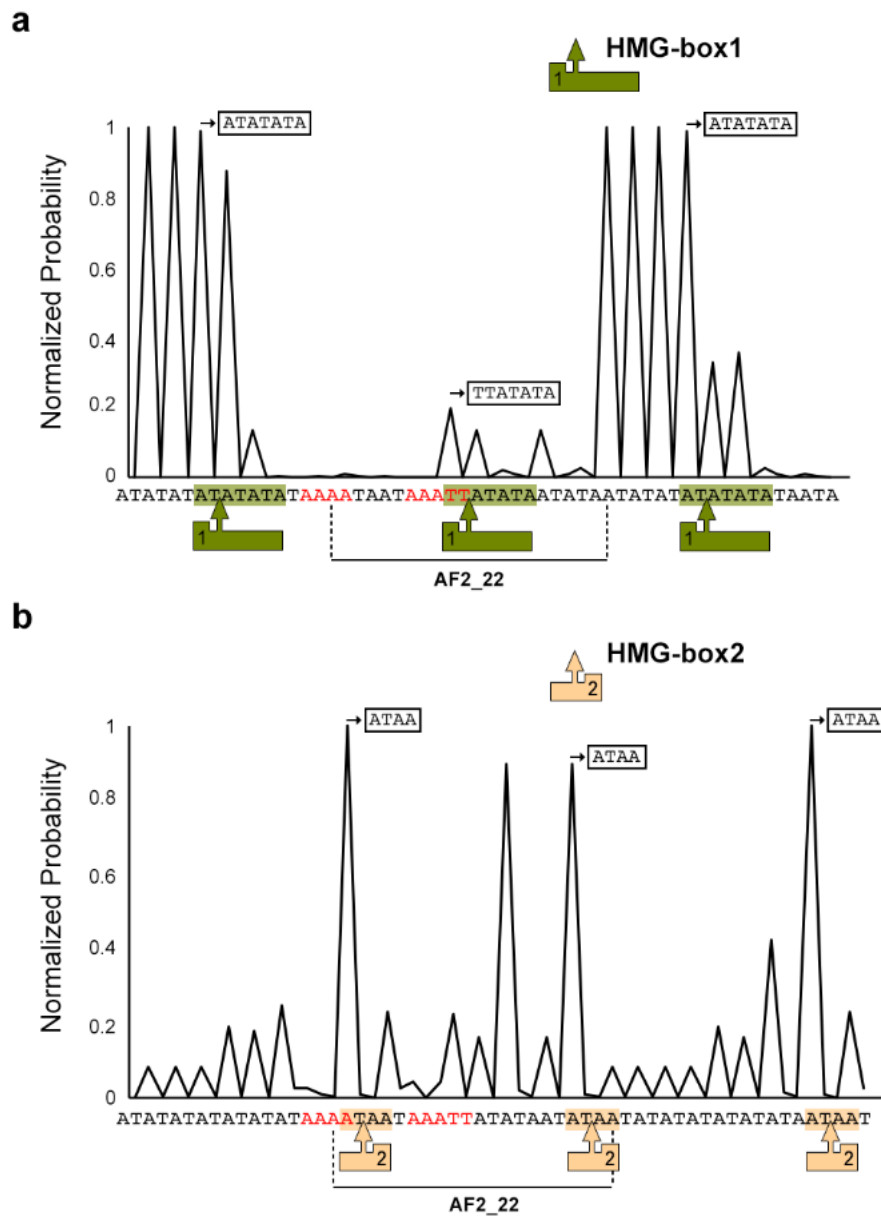 a
HMG-box1
1
ATATATA
ATATATA
1
0.8
0.6
0.4
0.2
0
Normalized Probability
TTATATA
ATATATATATATATAAAATAATAAATTATATAATATAATATATATATATATAATA
1
1
1
AF2_22
b
HMG-box2
2
ATAA
ATAA
ATAA
1
0.8
0.6
0.4
0.2
0
Normalized Probability
ATATATATATATATAAAATAATAAATTATATAATATAATATATATATATATAATAAT
2
2
2
AF2_22